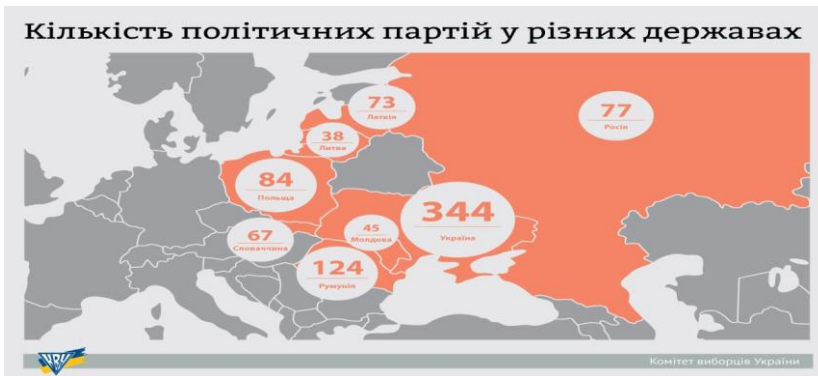 Кількість політичних партій у різних державах
73
Латвія
77
Росія
38
Литва
84
Польща
344
Україна
45
Молдова
67
Словаччина
124
Румунія
КВУ
Комітет виборців України